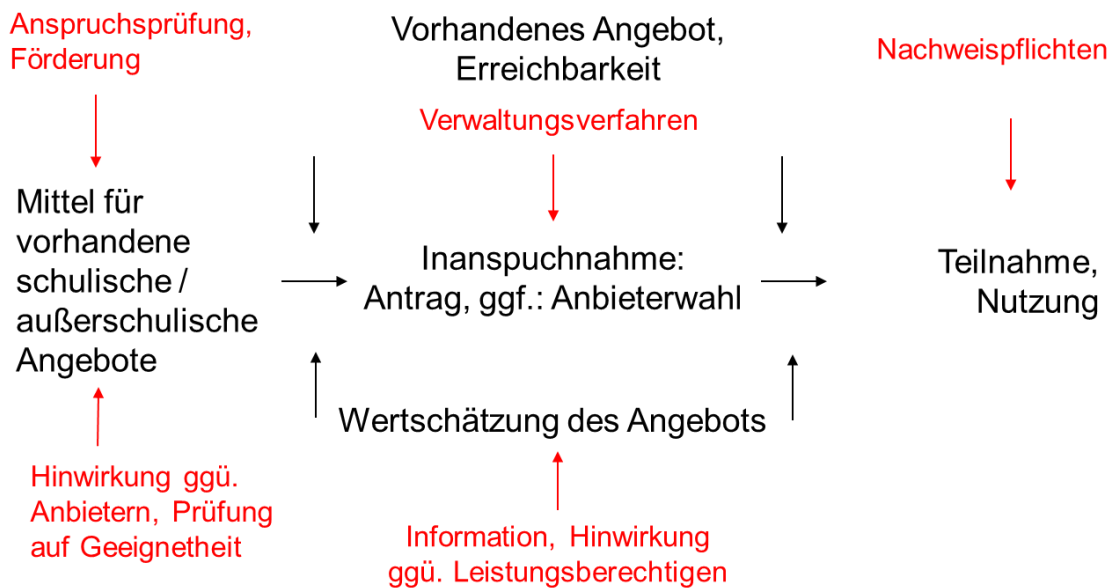 Anspruchsprüfung,
Förderung
Vorhandenes Angebot,
Erreichbarkeit
Nachweispflichten
Verwaltungsverfahren
Mittel für
vorhandene
schulische /
außerschulische
Angebote
Inanspuchnahme:
Antrag, ggf.: Anbieterwahl
Teilnahme,
Nutzung
Wertschätzung des Angebots
Hinwirkung ggü.
Anbietern, Prüfung
auf Geeignetheit
Information, Hinwirkung
ggü. Leistungsberechtigen